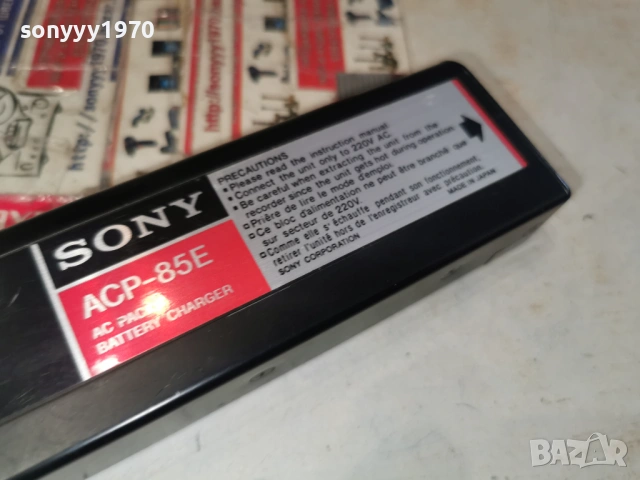 sonyyy1970
sonyyy1970
SONY
ACP-85E
AC PACK
BATTERY CHARGER
PRECAUTIONS
• Please read the instruction manuel.
• Connect the unit only to 220V AC.
• Be careful when extracting the unit from the
recorder since the unit gets hot during operation.
Prière de lire le mode d'emploi.
Ce bloc d'alimentation ne peut être branché que
sur secteur de 220V.
Comme elle s'échauffe pendant son fonctionnement,
retirer l'unité hors de l'enregistreur avec précaution.
SONY CORPORATION
MADE IN JAPAN
BAZAR